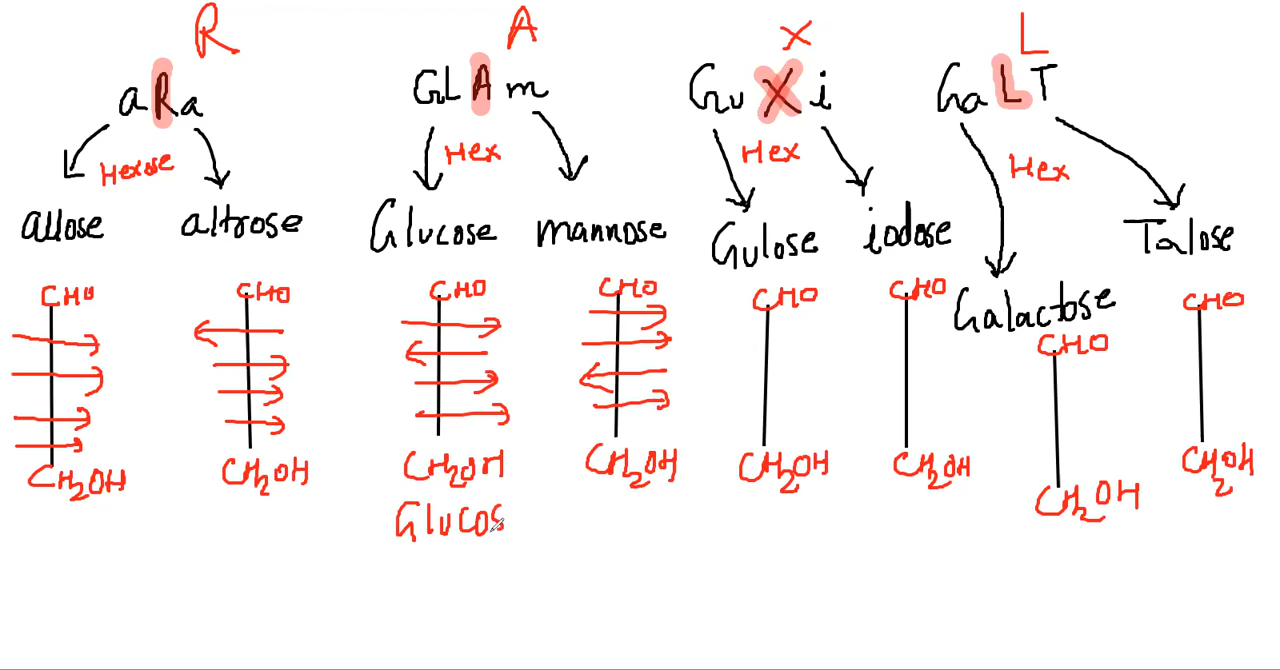 R A X L
aRa GLAm GuXi GaLT
Hexose Hex Hex Hex
allose altrose Glucose mannose Gulose iodose Talose
Galactose
CHO CHO CHO CHO CHO CHO CHO CHO
CH2OH CH2OH CH2OH CH2OH CH2OH CH2OH CH2OH CH2OH
Glucos